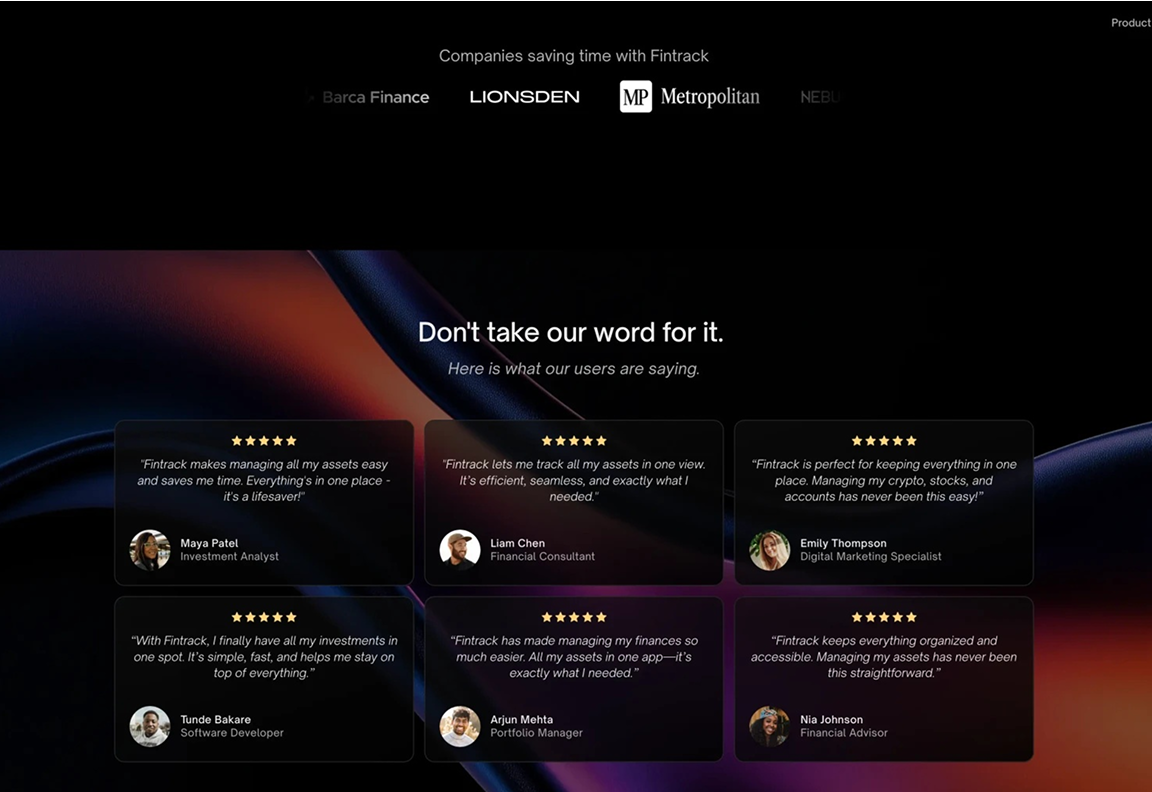 Product
Companies saving time with Fintrack
Barca Finance
LIONSDEN
MP Metropolitan
Don't take our word for it.
Here is what our users are saying.
"Fintrack makes managing all my assets easy
and saves me time. Everything's in one place -
it's a lifesaver!"
Maya Patel
Investment Analyst
"Fintrack lets me track all my assets in one view.
It's efficient, seamless, and exactly what I
needed."
Liam Chen
Financial Consultant
“Fintrack is perfect for keeping everything in one
place. Managing my crypto, stocks, and
accounts has never been this easy!”
Emily Thompson
Digital Marketing Specialist
“With Fintrack, I finally have all my investments in
one spot. It’s simple, fast, and helps me stay on
top of everything.”
Tunde Bakare
Software Developer
“Fintrack has made managing my finances so
much easier. All my assets in one app—it’s
exactly what I needed.”
Arjun Mehta
Portfolio Manager
“Fintrack keeps everything organized and
accessible. Managing my assets has never been
this straightforward.”
Nia Johnson
Financial Advisor